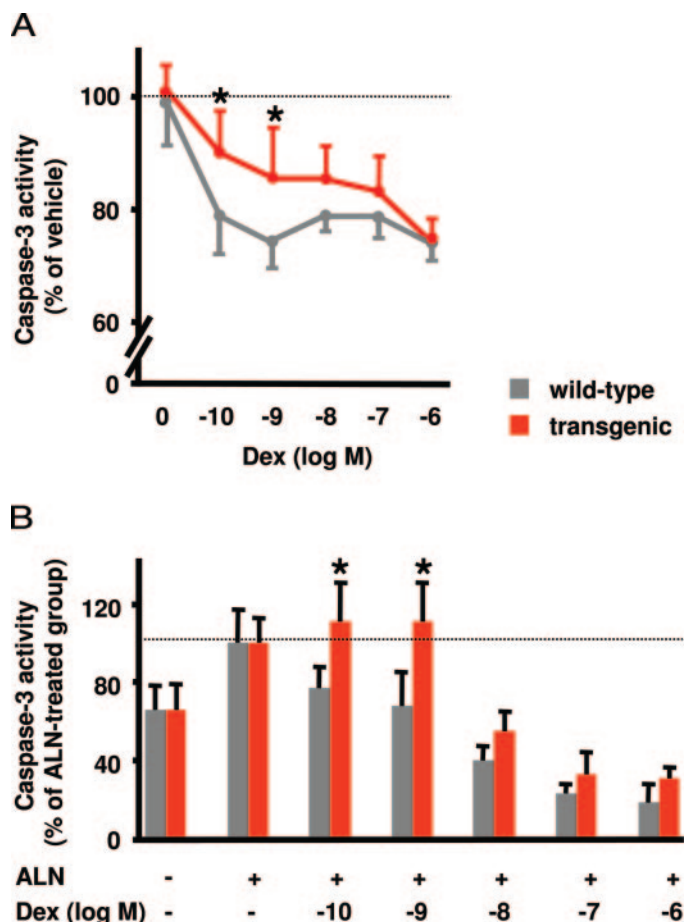 A
Caspase-3 activity
(% of vehicle)
100
80
60
0
* *
0 -10 -9 -8 -7 -6
Dex (log M)
wild-type
transgenic
B
Caspase-3 activity
(% of ALN-treated group)
120
80
40
0
* *
ALN - + + + + + +
Dex (log M) - - -10 -9 -8 -7 -6